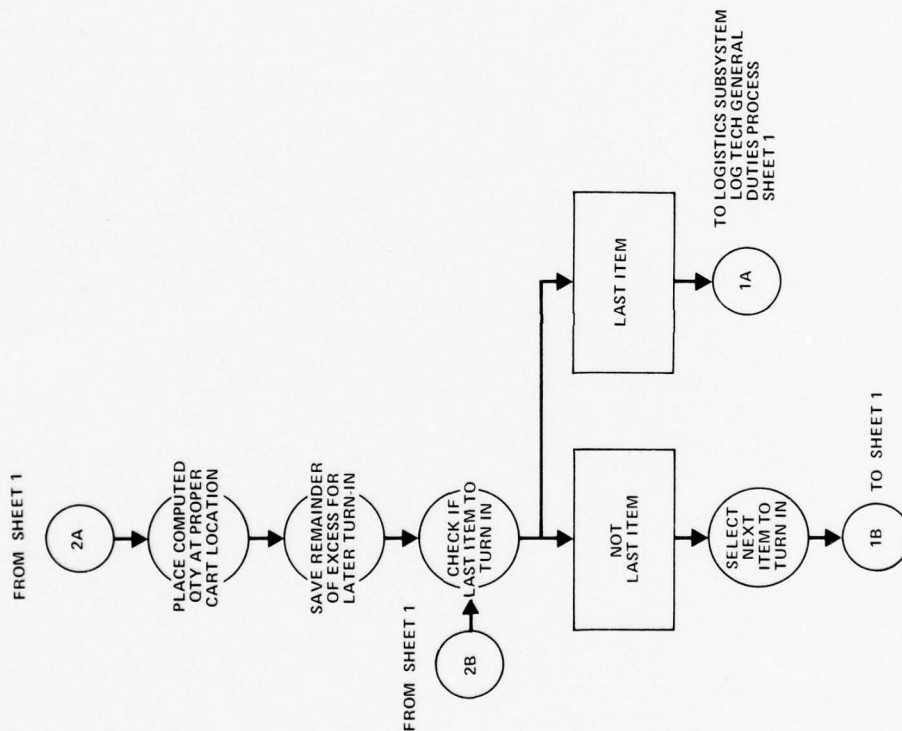 FROM SHEET 1
2A
PLACE COMPUTED
QTY AT PROPER
CART LOCATION
SAVE REMAINDER
OF EXCESS FOR
LATER TURN-IN
FROM SHEET 1
2B
CHECK IF
LAST ITEM TO
TURN IN
NOT
LAST ITEM
LAST ITEM
SELECT
NEXT
ITEM TO
TURN IN
1A
TO LOGISTICS SUBSYSTEM
LOG TECH GENERAL
DUTIES PROCESS
SHEET 1
1B
TO SHEET 1